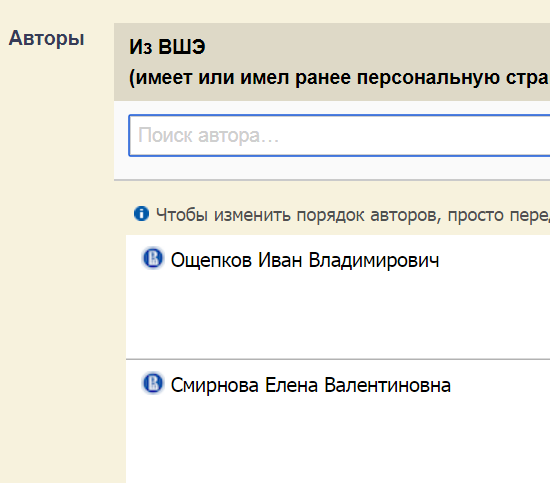 Авторы
Из ВШЭ
(имеет или имел ранее персональную стра
Поиск автора...
Чтобы изменить порядок авторов, просто пере
Ощепков Иван Владимирович
Смирнова Елена Валентиновна